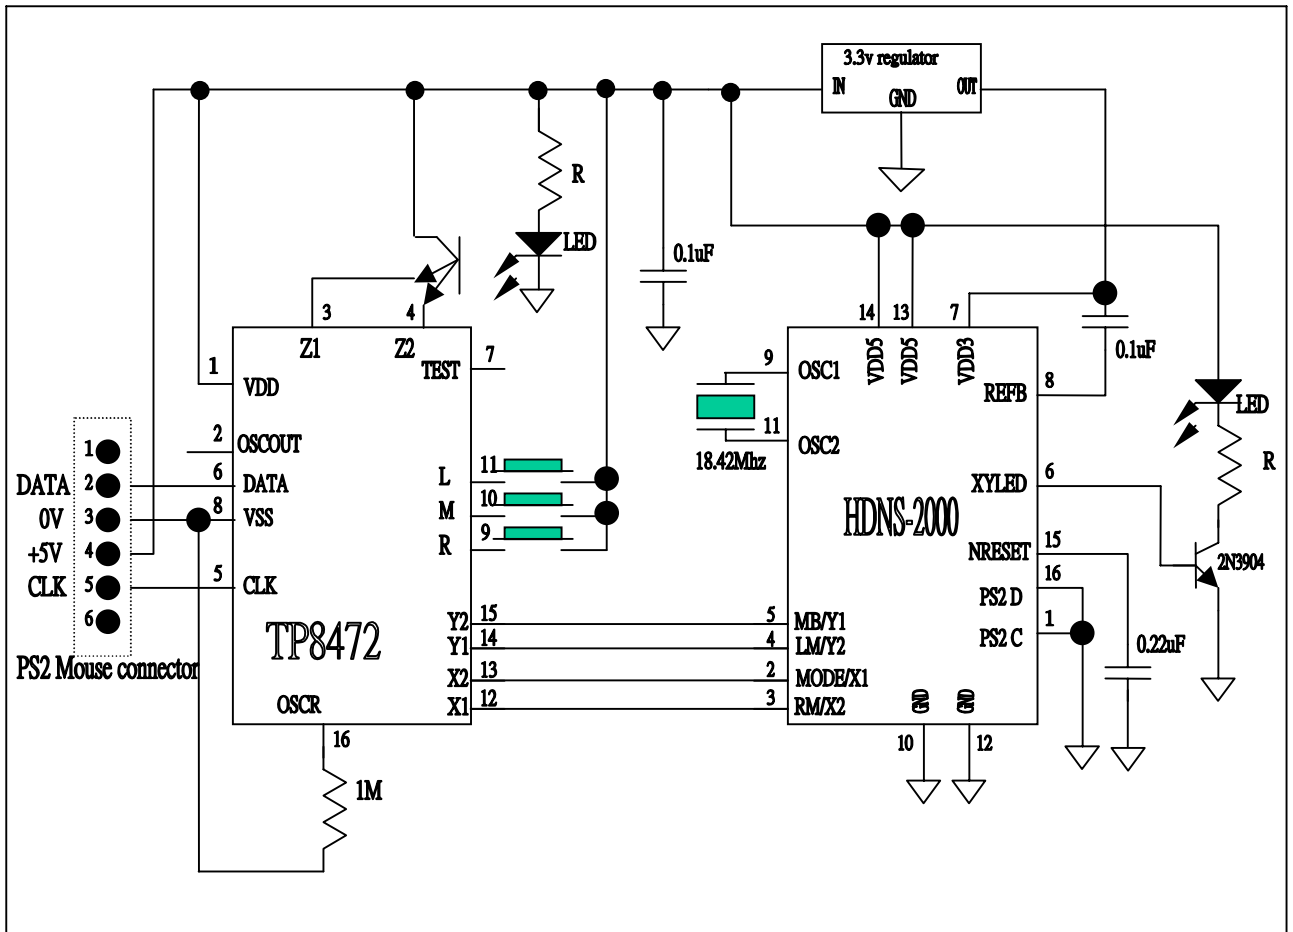 3.3v regulator
IN
OUT
GND
R
LED
0.1uF
3
4
14
13
7
0.1uF
Z1
Z2
TEST
7
1
VDD
9
OSC1
VDD5
VDD5
VDD3
8
REFB
LED
2
OSCOUT
11
OSC2
18.42Mhz
R
1
DATA
2
6
DATA
0V
3
8
VSS
+5V
4
CLK
5
5
CLK
6
PS2 Mouse connector
L
11
M
10
R
9
XYLED
6
HDNS-2000
NRESET
15
2N3904
PS2 D
16
PS2 C
1
0.22uF
TP8472
Y2
15
5
MB/Y1
Y1
14
4
LM/Y2
X2
13
2
MODE/X1
X1
12
3
RM/X2
OSCR
16
GND
GND
10
12
1M